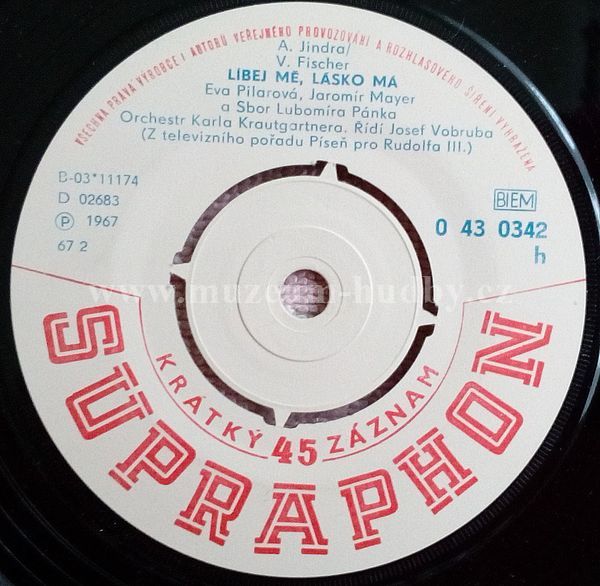 VŠECHNA PRÁVA VÝROBCE I AUTORŮ VEŘEJNÉHO PROVOZOVÁNÍ A ROZHLASOVÉHO ŠÍŘENÍ VYHRAZENA
A. Jindra/
V. Fischer
LÍBEJ MĚ, LÁSKO MÁ
Eva Pilarová, Jaromír Mayer
a Sbor Lubomíra Pánka
Orchestr Karla Krautgartnera. Řídí Josef Vobruba
(Z televizního pořadu Píseň pro Rudolfa III.)
B-03*11174
D 02683
Ⓟ 1967
67 2
BIEM
0 43 0342
h
www.muzeum-hudby.cz
KRÁTKÝ 45 ZÁZNAM
SUPRAPHON